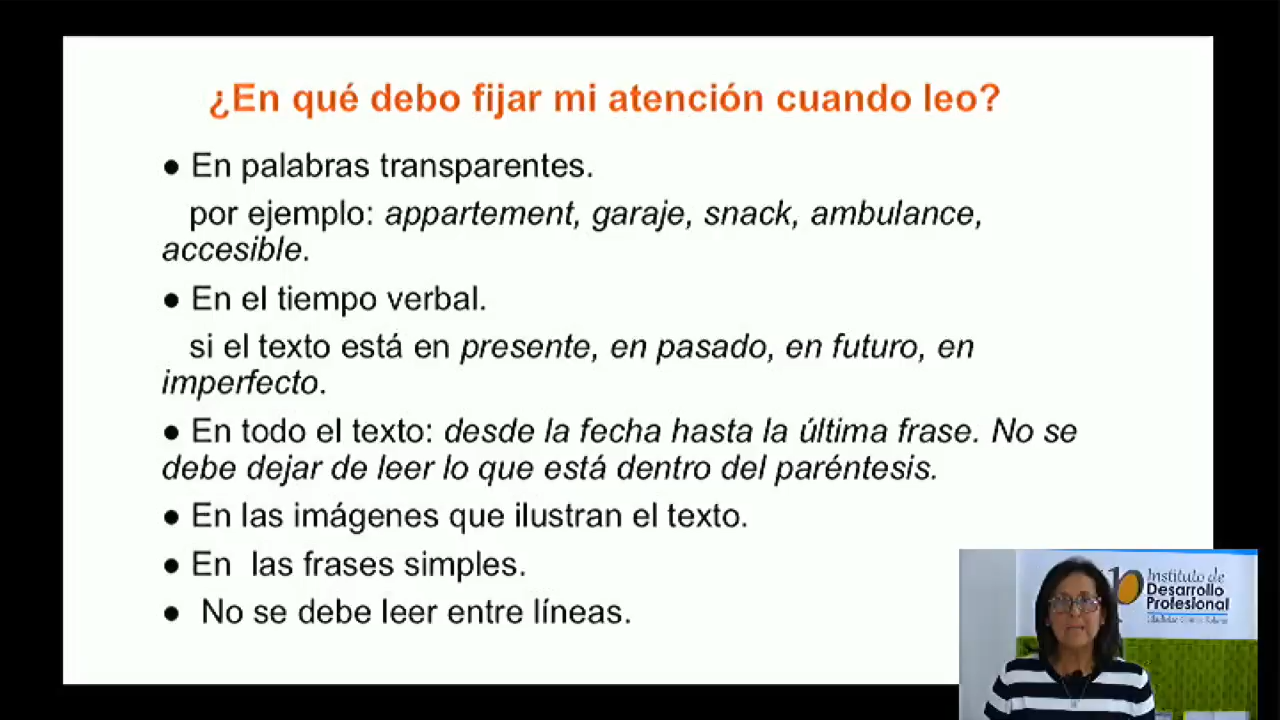 ¿En qué debo fijar mi atención cuando leo?
● En palabras transparentes.
por ejemplo: appartement, garaje, snack, ambulance,
accesible.
● En el tiempo verbal.
si el texto está en presente, en pasado, en futuro, en
imperfecto.
● En todo el texto: desde la fecha hasta la última frase. No se
debe dejar de leer lo que está dentro del paréntesis.
● En las imágenes que ilustran el texto.
● En las frases simples.
● No se debe leer entre líneas.
Instituto de
Desarrollo
Profesional